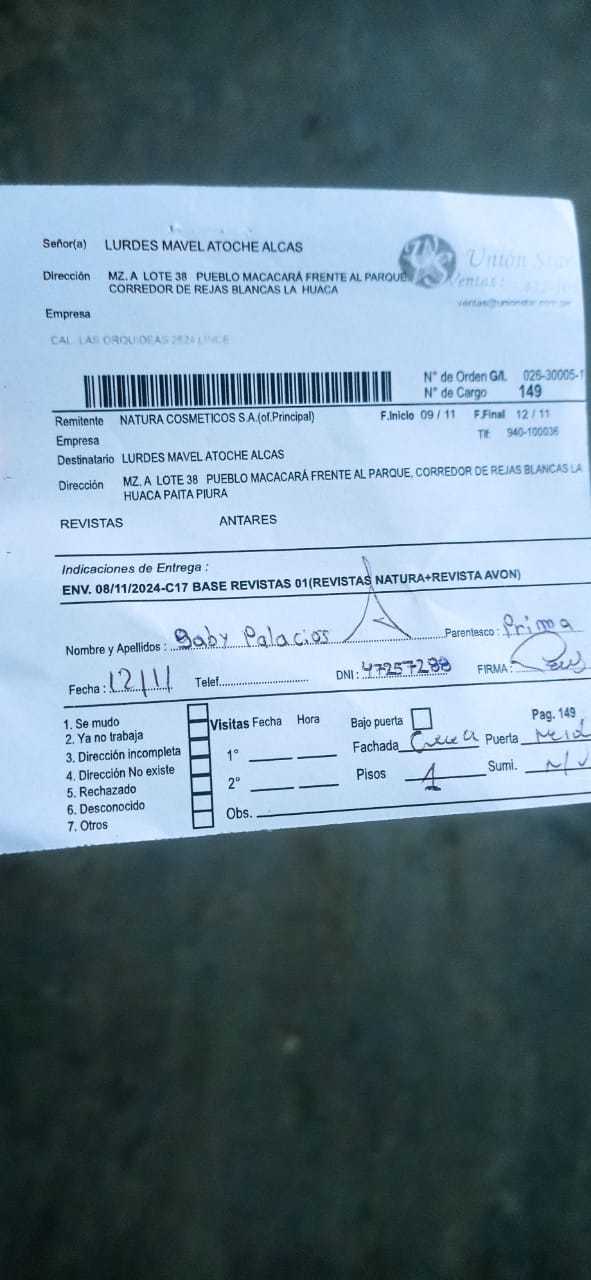 Señor(a) LURDES MAVEL ATOCHE ALCAS
Unión Star
Dirección MZ. A LOTE 38 PUEBLO MACACARÁ FRENTE AL PARQUE,
Ventas:
CORREDOR DE REJAS BLANCAS LA HUACA
ventas@unionstar.com.pe
Empresa
CAL. LAS ORQUIDEAS 2624 LINCE
N° de Orden G/L 026-30005-1
N° de Cargo 149
Remitente NATURA COSMETICOS S.A.(of.Principal) F.Inicio 09 / 11 F.Final 12 / 11
Empresa Tlf: 940-100036
Destinatario LURDES MAVEL ATOCHE ALCAS
Dirección MZ. A LOTE 38 PUEBLO MACACARÁ FRENTE AL PARQUE, CORREDOR DE REJAS BLANCAS LA
HUACA PAITA PIURA
REVISTAS ANTARES
Indicaciones de Entrega :
ENV. 08/11/2024-C17 BASE REVISTAS 01(REVISTAS NATURA+REVISTA AVON)
Nombre y Apellidos : Gaby Palacios Parentesco : Prima
Fecha : 12/11 Telef. DNI : 47257288 FIRMA :
1. Se mudo Visitas Fecha Hora Bajo puerta Pag. 149
2. Ya no trabaja 1° Fachada Puerta
3. Dirección incompleta
4. Dirección No existe 2° Pisos 1 Sumi. N/V
5. Rechazado
6. Desconocido Obs.
7. Otros